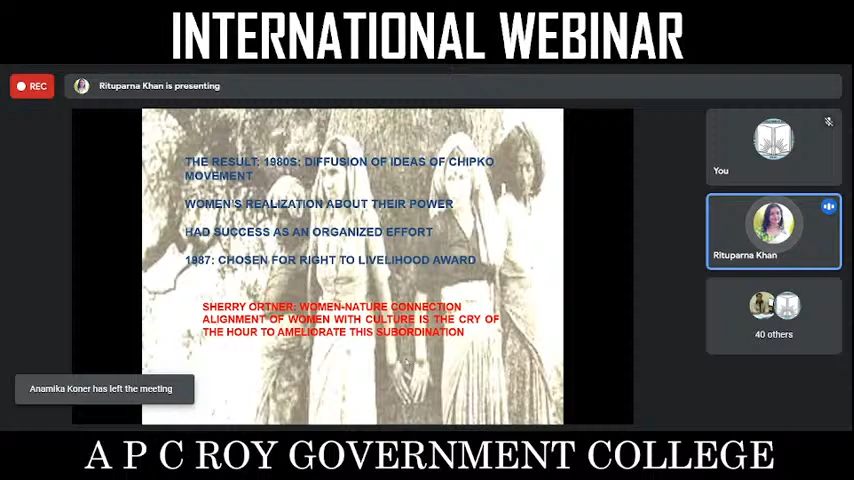 INTERNATIONAL WEBINAR
REC
Rituparna Khan is presenting
THE RESULT: 1980S: DIFFUSION OF IDEAS OF CHIPKO
MOVEMENT
WOMEN'S REALIZATION ABOUT THEIR POWER
HAD SUCCESS AS AN ORGANIZED EFFORT
1987: CHOSEN FOR RIGHT TO LIVELIHOOD AWARD
SHERRY ORTNER: WOMEN-NATURE CONNECTION
ALIGNMENT OF WOMEN WITH CULTURE IS THE CRY OF
THE HOUR TO AMELIORATE THIS SUBORDINATION
You
Rituparna Khan
40 others
Anamika Koner has left the meeting
A P C ROY GOVERNMENT COLLEGE